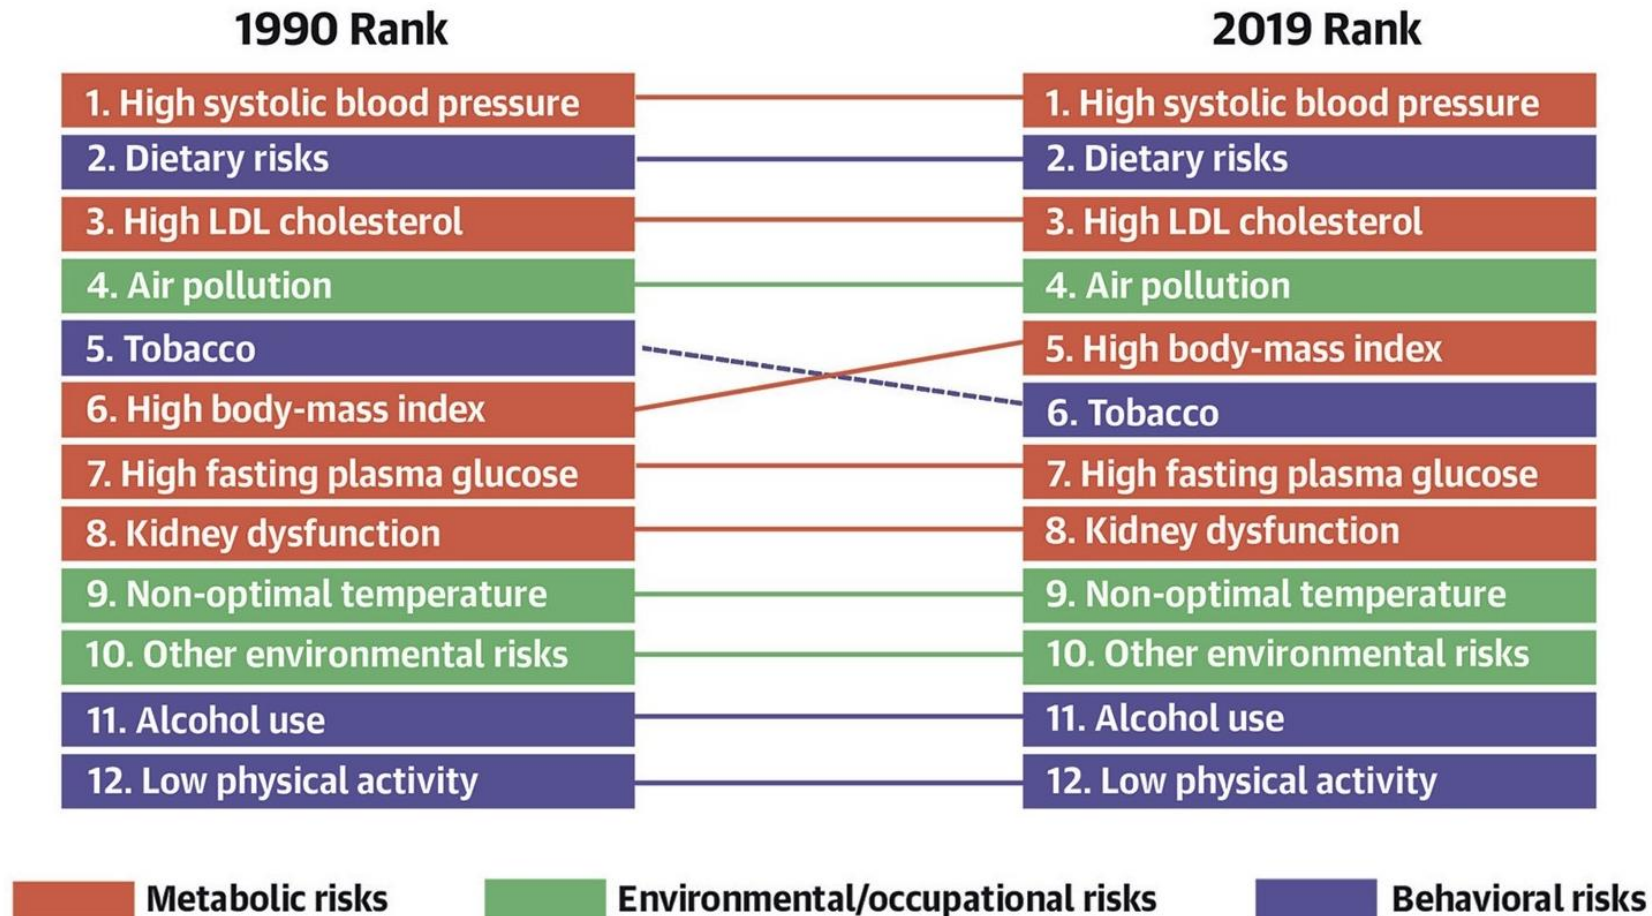 1990 Rank
2019 Rank
1. High systolic blood pressure
1. High systolic blood pressure
2. Dietary risks
2. Dietary risks
3. High LDL cholesterol
3. High LDL cholesterol
4. Air pollution
4. Air pollution
5. Tobacco
5. High body-mass index
6. High body-mass index
6. Tobacco
7. High fasting plasma glucose
7. High fasting plasma glucose
8. Kidney dysfunction
8. Kidney dysfunction
9. Non-optimal temperature
9. Non-optimal temperature
10. Other environmental risks
10. Other environmental risks
11. Alcohol use
11. Alcohol use
12. Low physical activity
12. Low physical activity
Metabolic risks
Environmental/occupational risks
Behavioral risks